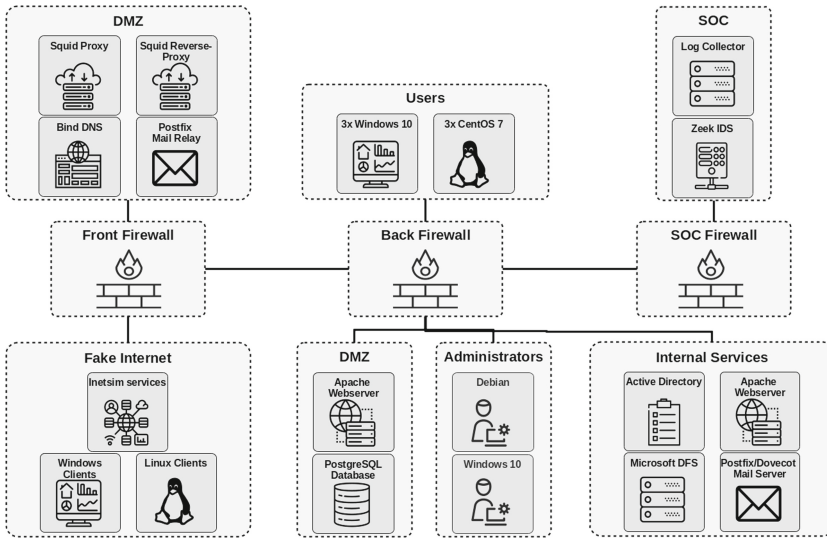 DMZ
Squid Proxy
Squid Reverse-
Proxy
Bind DNS
Postfix
Mail Relay
Users
3x Windows 10
3x CentOS 7
SOC
Log Collector
Zeek IDS
Front Firewall
Back Firewall
SOC Firewall
Fake Internet
Inetsim services
Windows
Clients
Linux Clients
DMZ
Apache
Webserver
PostgreSQL
Database
Administrators
Debian
Windows 10
Internal Services
Active Directory
Apache
Webserver
Microsoft DFS
Postfix/Dovecot
Mail Server